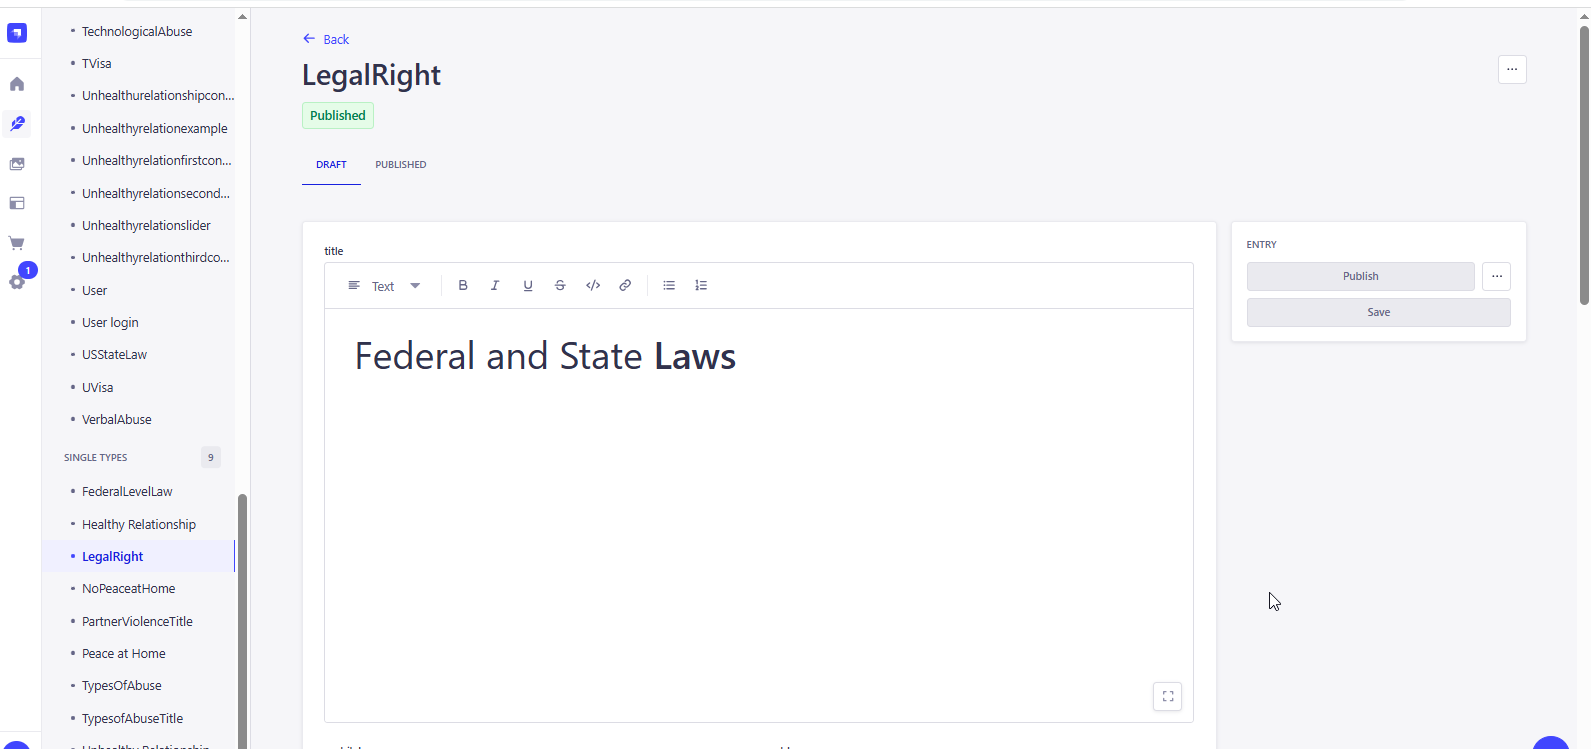 TechnologicalAbuse
TVisa
Unhealthurelationshipcon...
Unhealthyrelationexample
Unhealthyrelationfirstcon...
Unhealthyrelationsecond...
Unhealthyrelationslider
Unhealthyrelationthirdco...
User
User login
USStateLaw
UVisa
VerbalAbuse
SINGLE TYPES 9
FederalLevelLaw
Healthy Relationship
LegalRight
NoPeaceatHome
PartnerViolenceTitle
Peace at Home
TypesOfAbuse
TypesofAbuseTitle
1
Back
LegalRight
Published
DRAFT PUBLISHED
title
Text B I U S
Federal and State Laws
ENTRY
Publish
Save